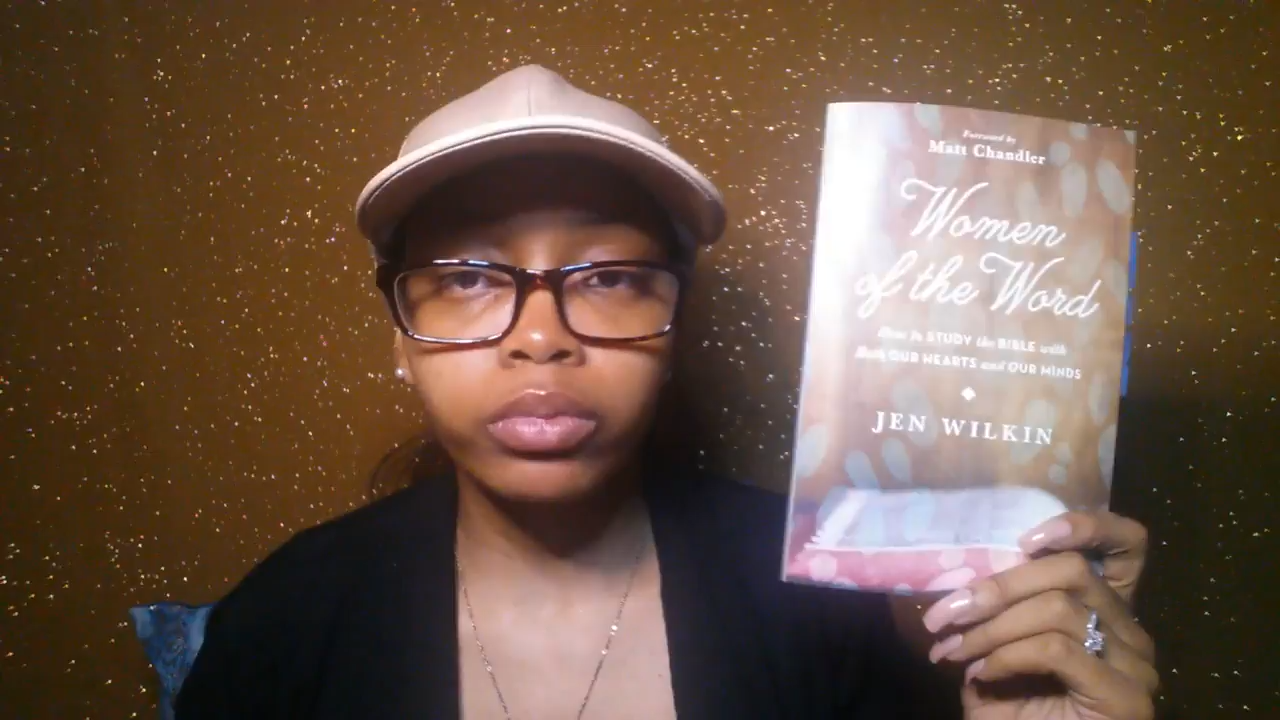 Foreword by
Matt Chandler
Women
of the Word
How to STUDY the BIBLE with
Both OUR HEARTS and OUR MINDS
JEN WILKIN